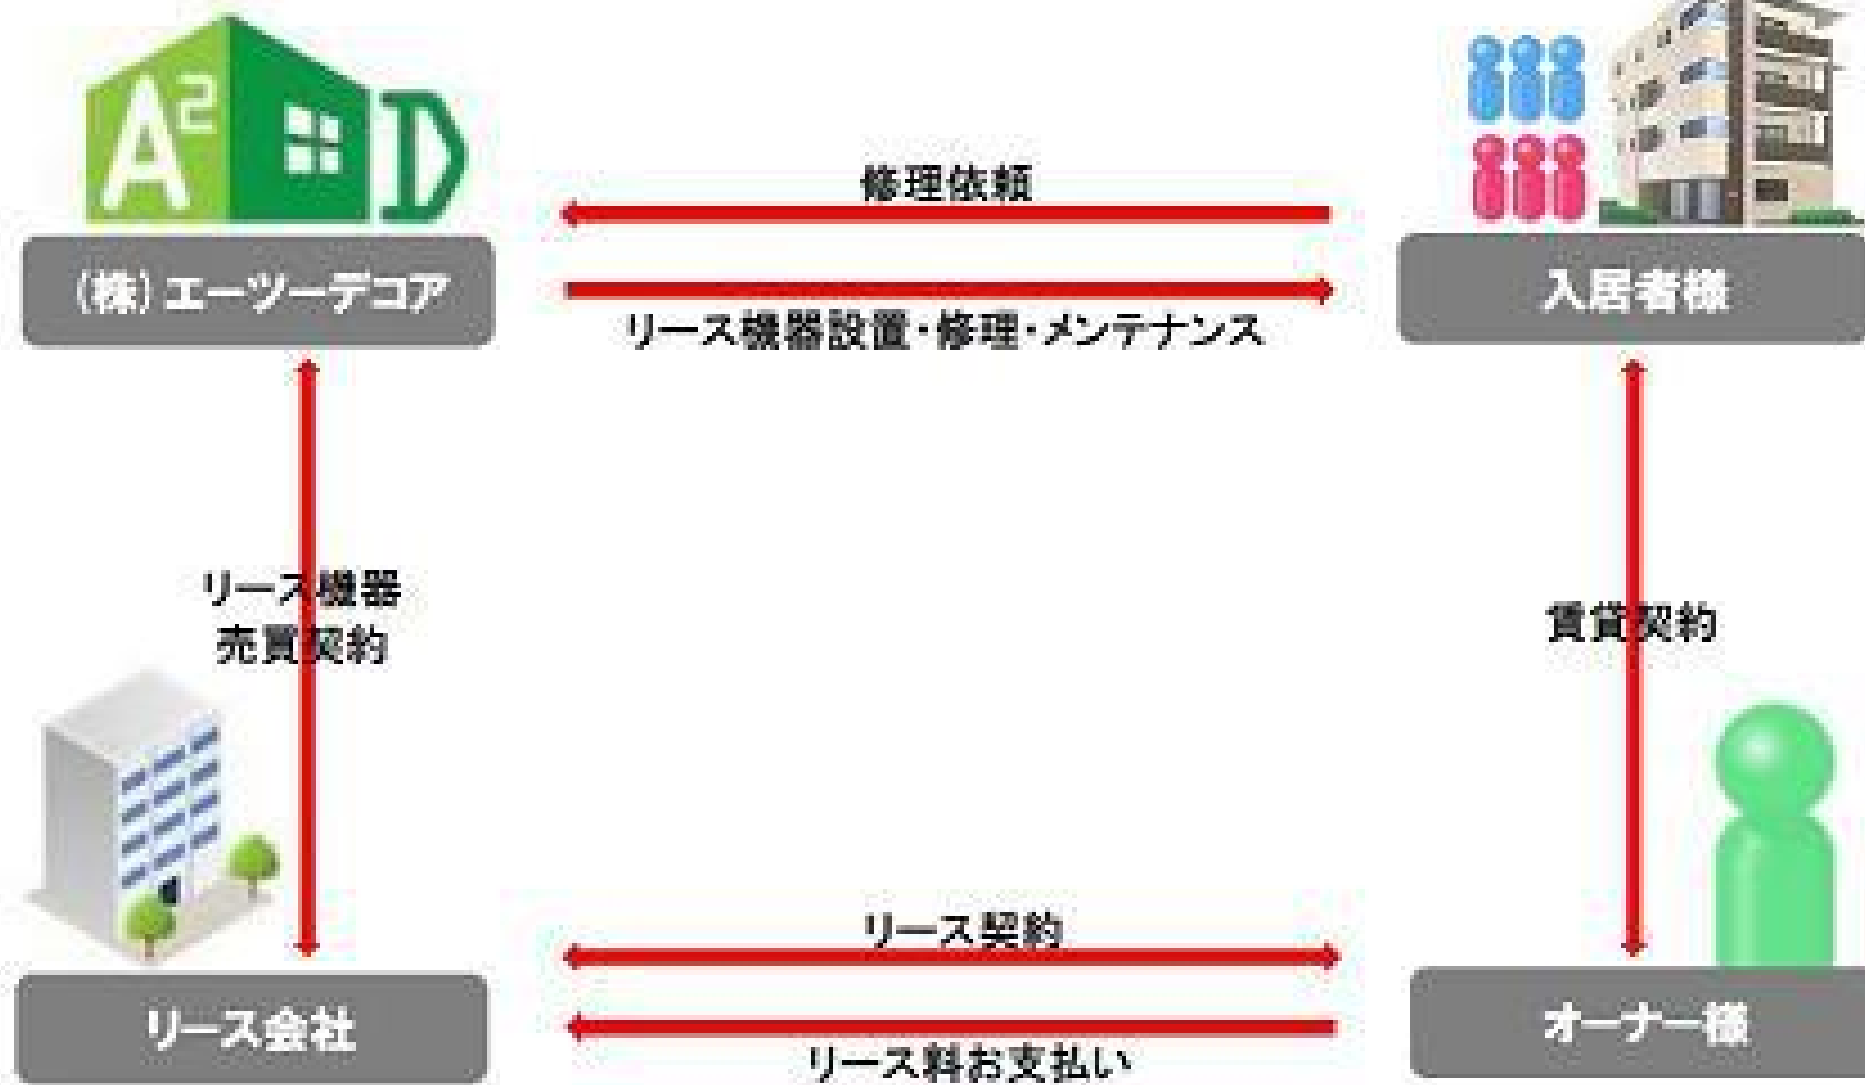 A² D
修理依頼
(株)エーツーデコア
入居者様
リース機器設置・修理・メンテナンス
リース機器
売買契約
賃貸契約
リース契約
リース会社
オーナー様
リース料お支払い